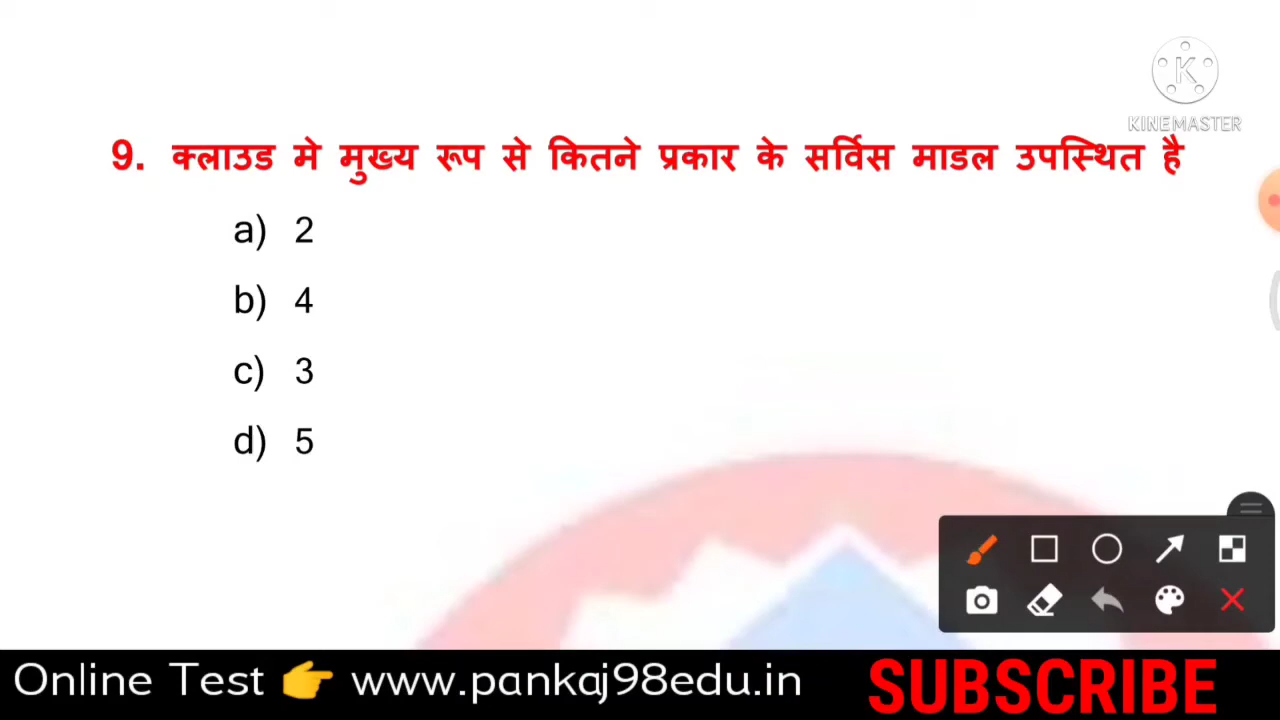 K
KINEMASTER
9. क्लाउड मे मुख्य रूप से कितने प्रकार के सर्विस माडल उपस्थित है
a) 2
b) 4
c) 3
d) 5
Online Test 👉 www.pankaj98edu.in
SUBSCRIBE